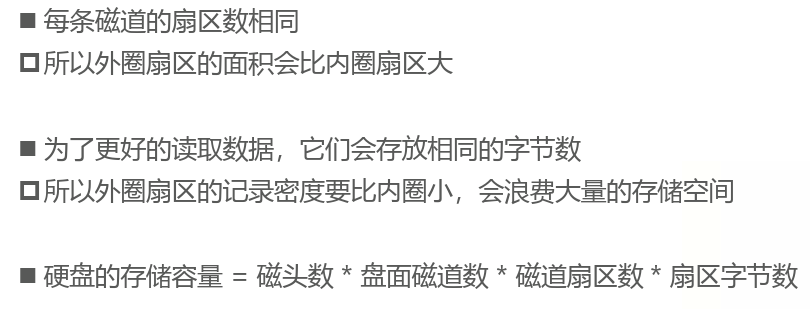 ■ 每条磁道的扇区数相同
□ 所以外圈扇区的面积会比内圈扇区大
■ 为了更好的读取数据，它们会存放相同的字节数
□ 所以外圈扇区的记录密度要比内圈小，会浪费大量的存储空间
■ 硬盘的存储容量 = 磁头数 * 盘面磁道数 * 磁道扇区数 * 扇区字节数